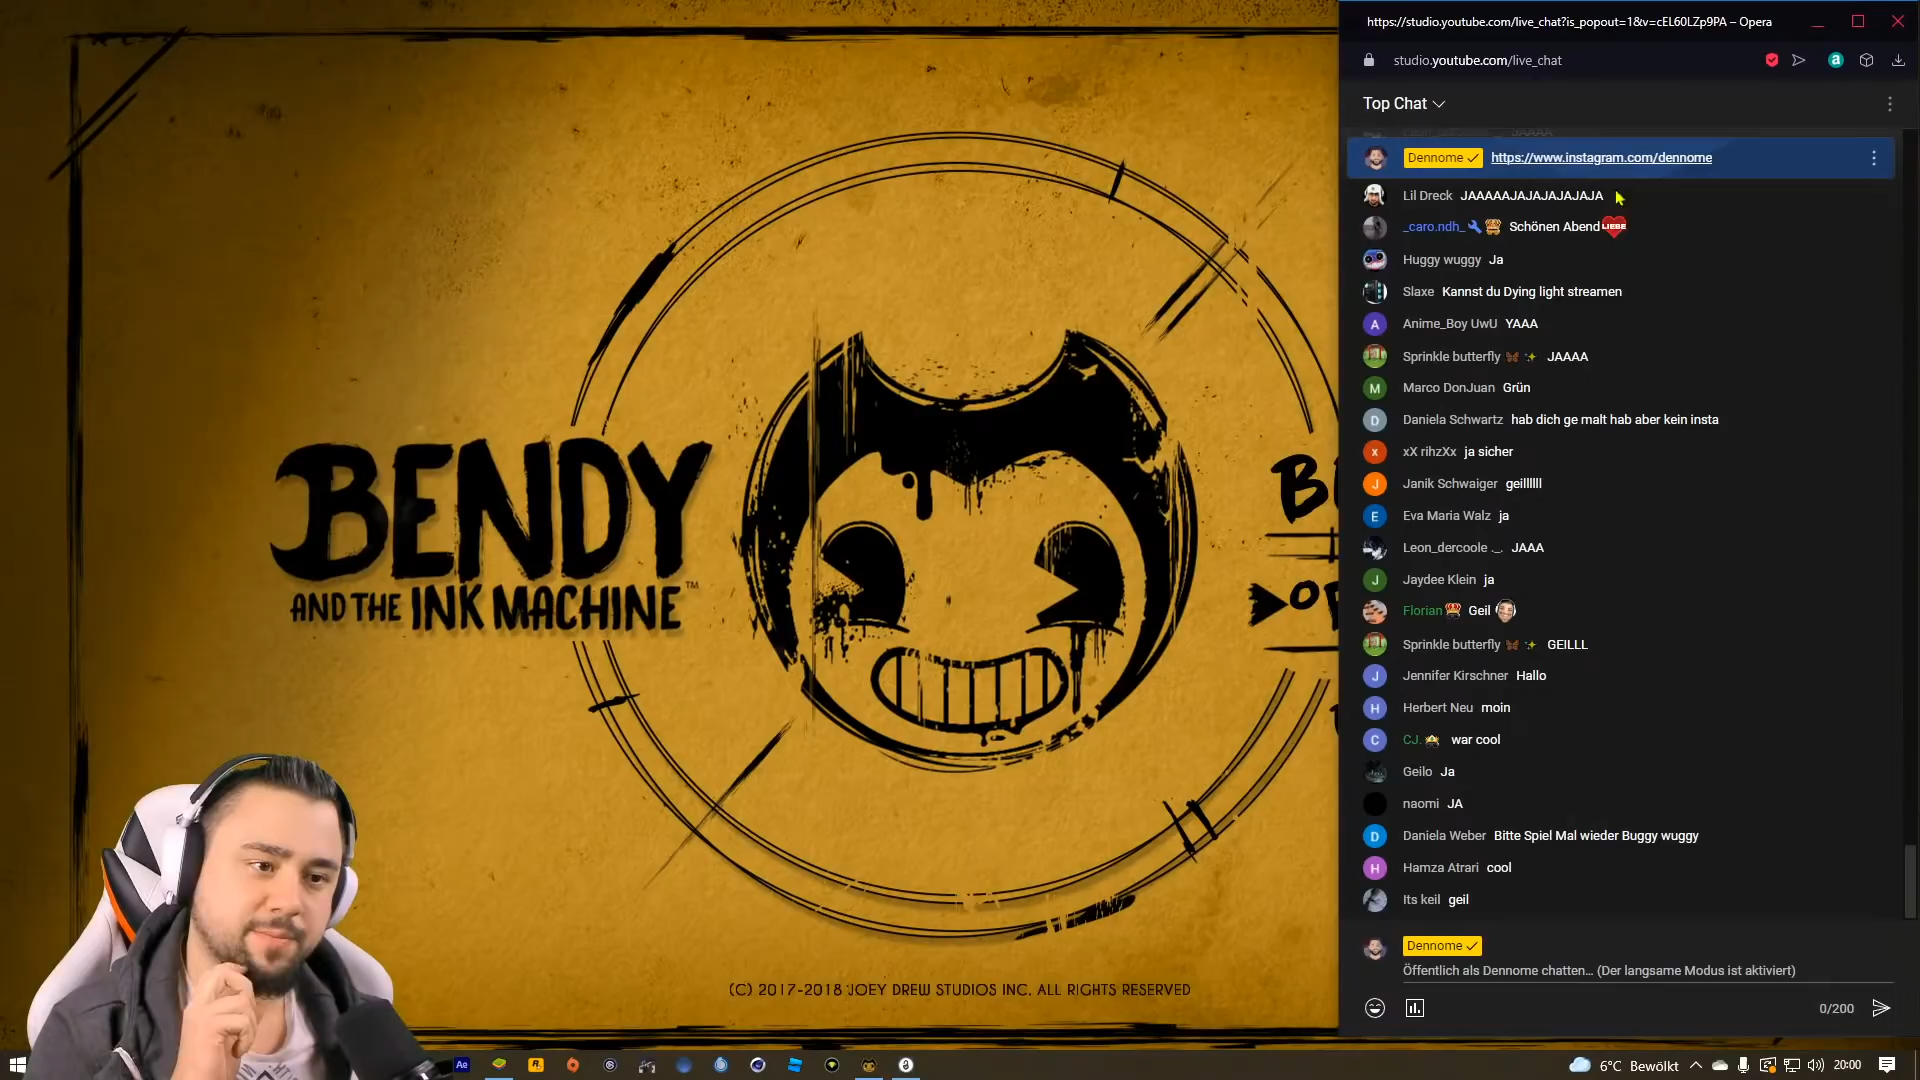 https://studio.youtube.com/live_chat?is_popout=1&v=cEL60LZp9PA – Opera
studio.youtube.com/live_chat
Top Chat
JAAAA
Dennome https://www.instagram.com/dennome
Lil Dreck JAAAAAJAJAJAJAJAJA
_caro.ndh_ Schönen Abend LIEBE
Huggy wuggy Ja
Slaxe Kannst du Dying light streamen
A Anime_Boy UwU YAAA
Sprinkle butterfly JAAAA
M Marco DonJuan Grün
D Daniela Schwartz hab dich ge malt hab aber kein insta
x xX rihzXx ja sicher
J Janik Schwaiger geilllllll
E Eva Maria Walz ja
Leon_dercoole ._. JAAA
J Jaydee Klein ja
Florian Geil
Sprinkle butterfly GEILLL
J Jennifer Kirschner Hallo
H Herbert Neu moin
C CJ. war cool
Geilo Ja
naomi JA
D Daniela Weber Bitte Spiel Mal wieder Buggy wuggy
H Hamza Atrari cool
Its keil geil
Dennome
Öffentlich als Dennome chatten… (Der langsame Modus ist aktiviert)
0/200
BENDY
AND THE INK MACHINE™
(C) 2017-2018 JOEY DREW STUDIOS INC. ALL RIGHTS RESERVED
Ae
6°C Bewölkt
20:00